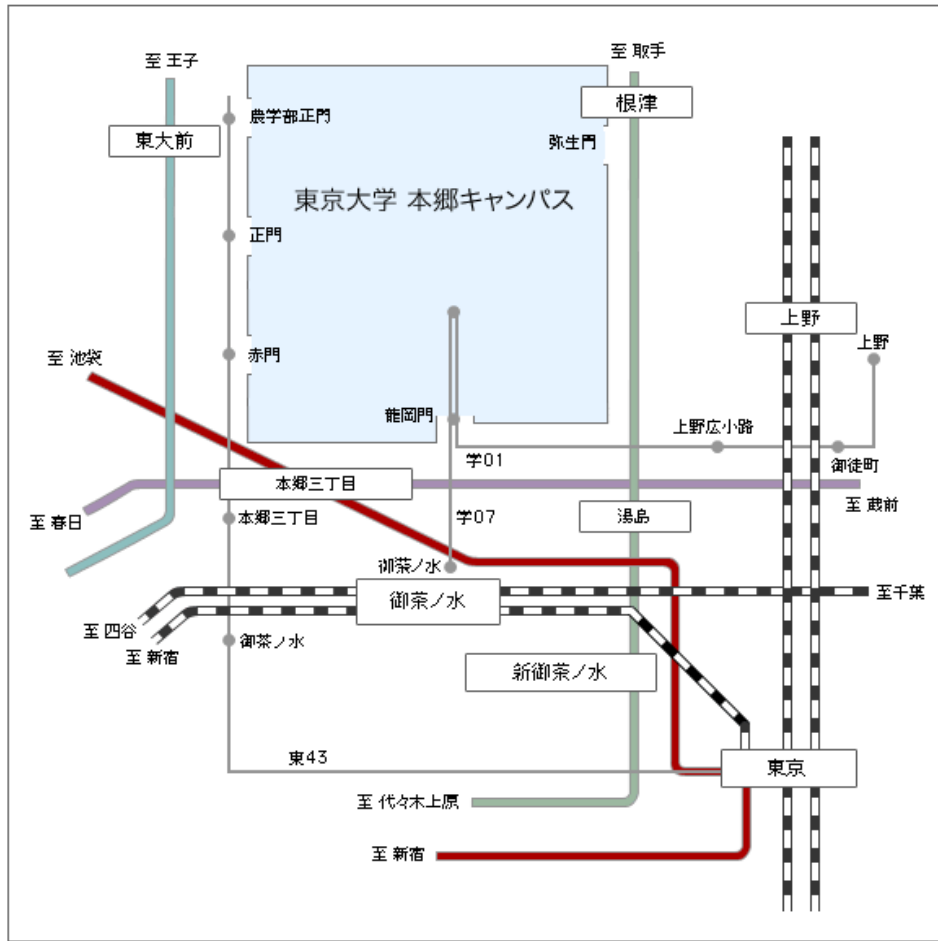 至 王子
至 取手
根津
農学部正門
東大前
弥生門
東京大学 本郷キャンパス
正門
上野
上野
赤門
至 池袋
龍岡門
上野広小路
学01
御徒町
本郷三丁目
至 蔵前
至 春日
本郷三丁目
学07
湯島
御茶ノ水
御茶ノ水
至千葉
至 四谷
至 新宿
御茶ノ水
新御茶ノ水
東43
東京
至 代々木上原
至 新宿